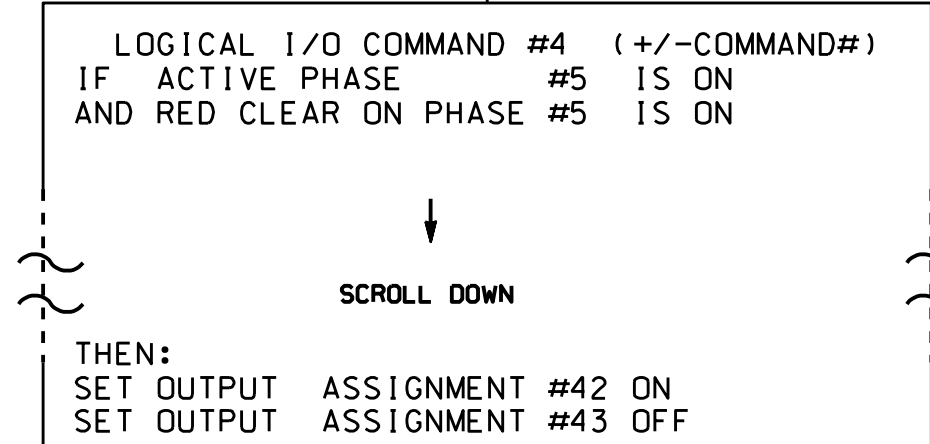 LOGICAL I/O COMMAND #4 (+/-COMMAND#)
IF ACTIVE PHASE #5 IS ON
AND RED CLEAR ON PHASE #5 IS ON
SCROLL DOWN
THEN:
SET OUTPUT ASSIGNMENT #42 ON
SET OUTPUT ASSIGNMENT #43 OFF